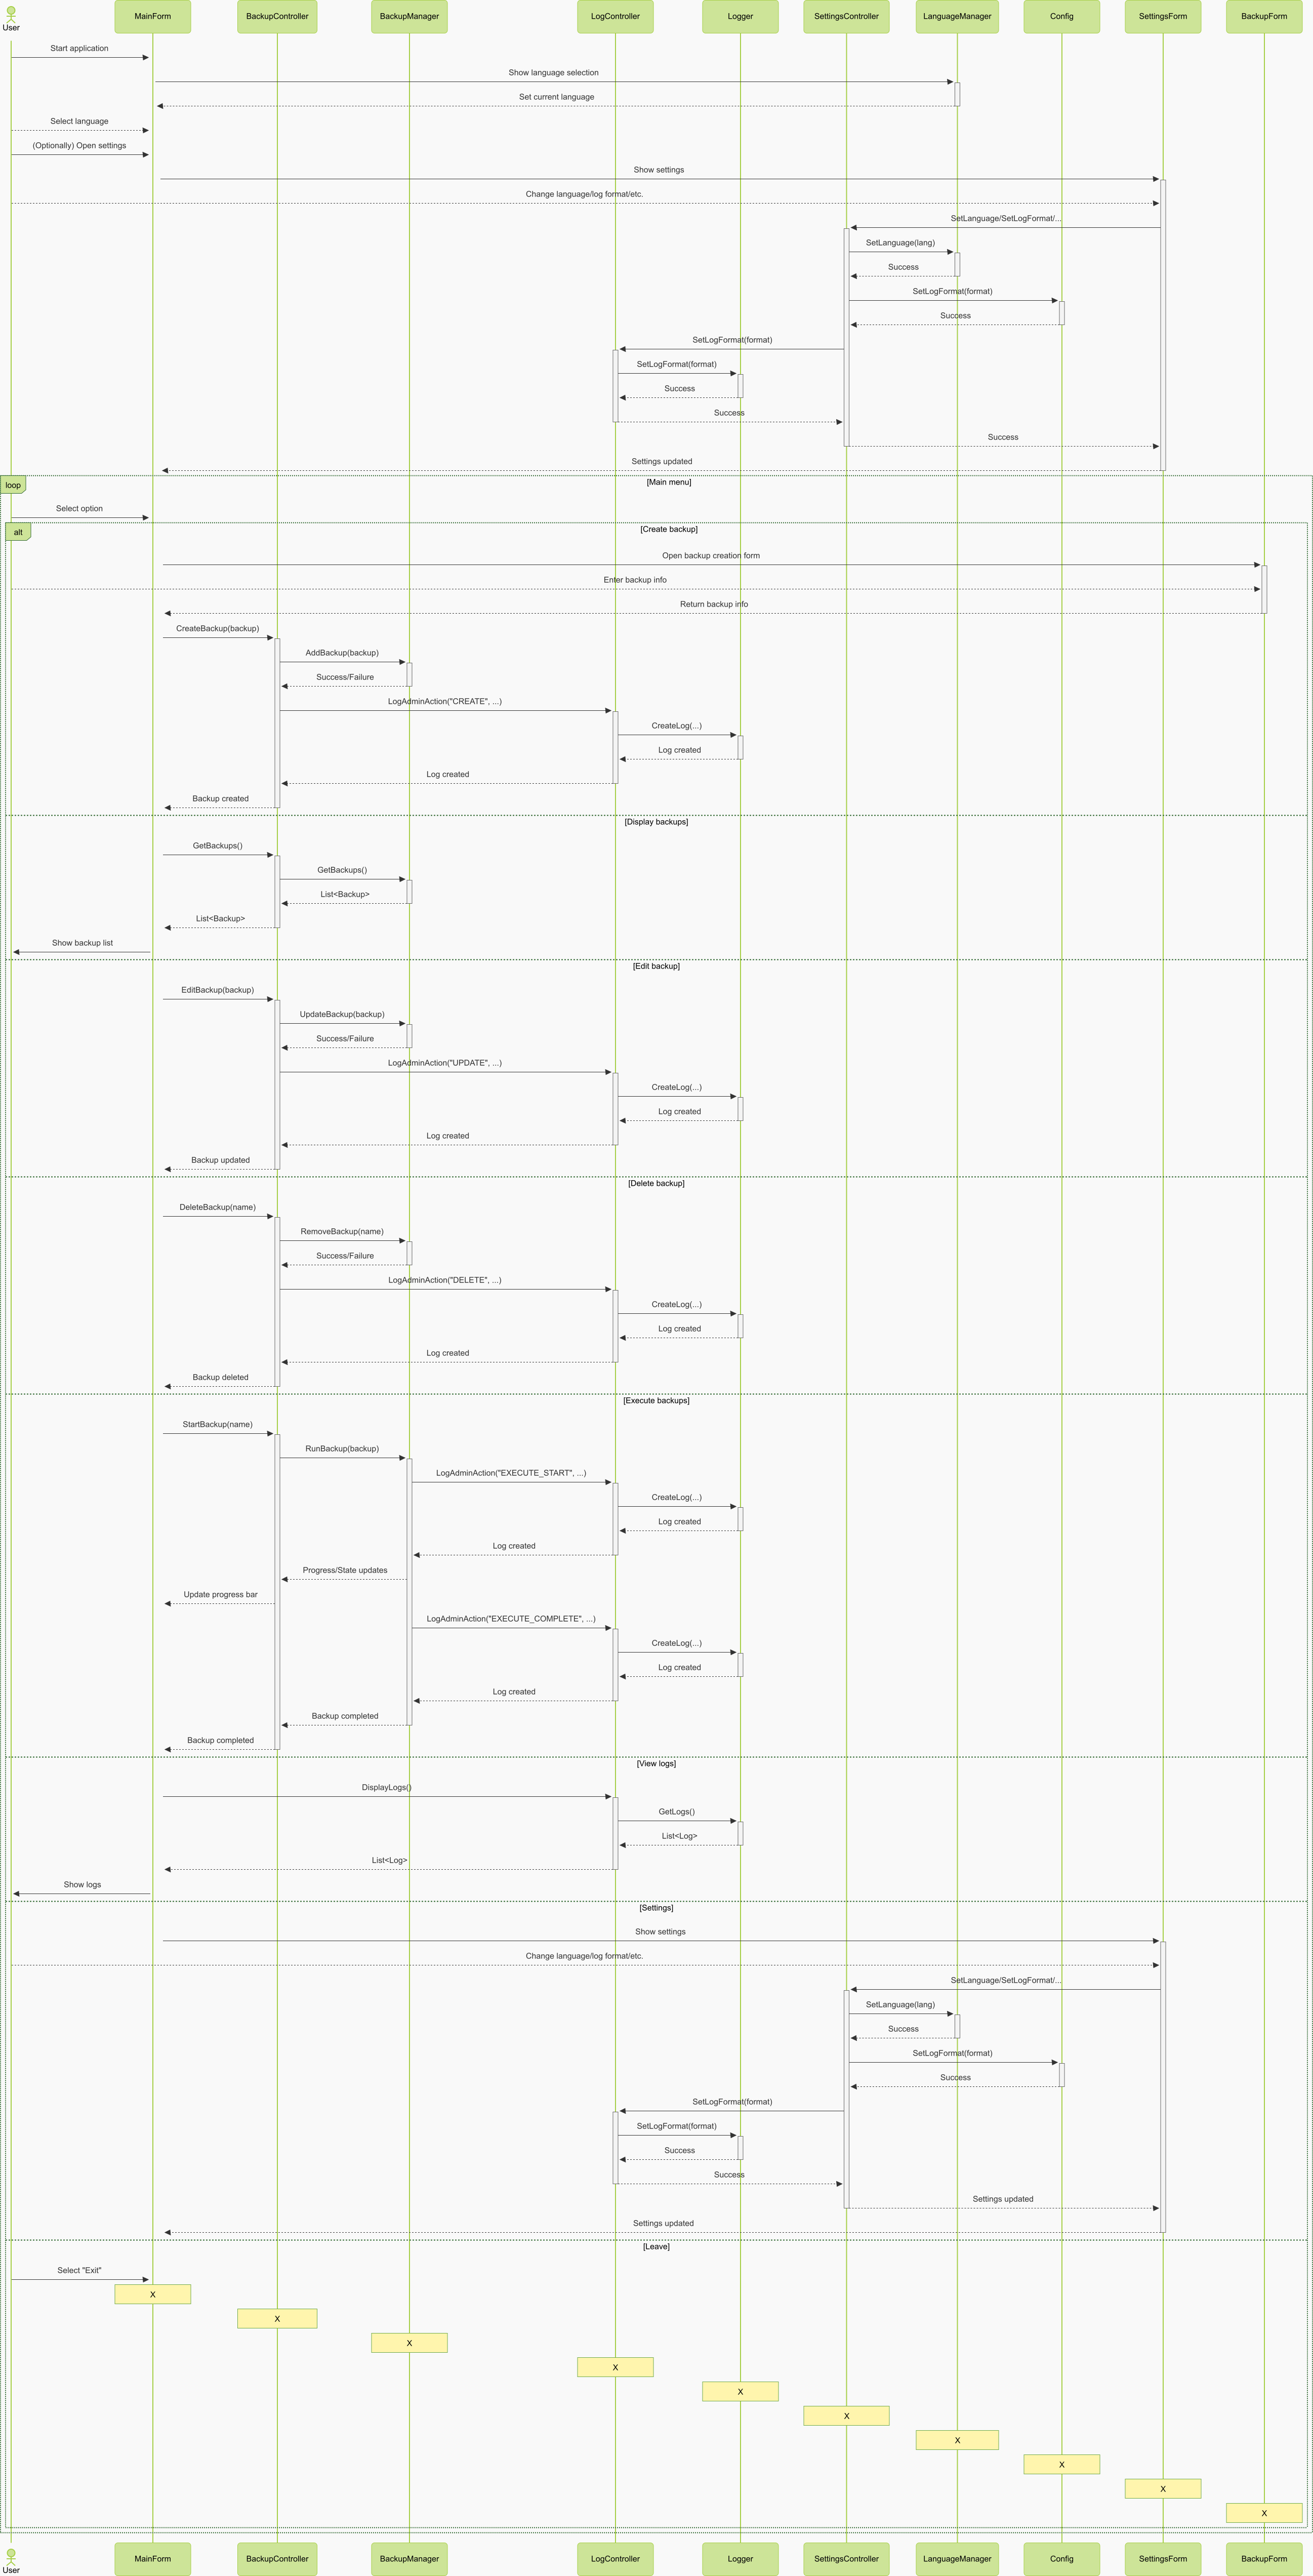 User
MainForm
BackupController
BackupManager
LogController
Logger
SettingsController
LanguageManager
Config
SettingsForm
BackupForm
Start application
Show language selection
Set current language
Select language
(Optionally) Open settings
Show settings
Change language/log format/etc.
SetLanguage/SetLogFormat/...
SetLanguage(lang)
Success
SetLogFormat(format)
Success
SetLogFormat(format)
SetLogFormat(format)
Success
Success
Success
Settings updated
loop
[Main menu]
Select option
alt
[Create backup]
Open backup creation form
Enter backup info
Return backup info
CreateBackup(backup)
AddBackup(backup)
Success/Failure
LogAdminAction("CREATE", ...)
CreateLog(...)
Log created
Log created
Backup created
[Display backups]
GetBackups()
GetBackups()
List<Backup>
List<Backup>
Show backup list
[Edit backup]
EditBackup(backup)
UpdateBackup(backup)
Success/Failure
LogAdminAction("UPDATE", ...)
CreateLog(...)
Log created
Log created
Backup updated
[Delete backup]
DeleteBackup(name)
RemoveBackup(name)
Success/Failure
LogAdminAction("DELETE", ...)
CreateLog(...)
Log created
Log created
Backup deleted
[Execute backups]
StartBackup(name)
RunBackup(backup)
LogAdminAction("EXECUTE_START", ...)
CreateLog(...)
Log created
Log created
Progress/State updates
Update progress bar
LogAdminAction("EXECUTE_COMPLETE", ...)
CreateLog(...)
Log created
Log created
Backup completed
Backup completed
[View logs]
DisplayLogs()
GetLogs()
List<Log>
List<Log>
Show logs
[Settings]
Show settings
Change language/log format/etc.
SetLanguage/SetLogFormat/...
SetLanguage(lang)
Success
SetLogFormat(format)
Success
SetLogFormat(format)
SetLogFormat(format)
Success
Success
Settings updated
Settings updated
[Leave]
Select "Exit"
X
X
X
X
X
X
X
X
X
X
User
MainForm
BackupController
BackupManager
LogController
Logger
SettingsController
LanguageManager
Config
SettingsForm
BackupForm